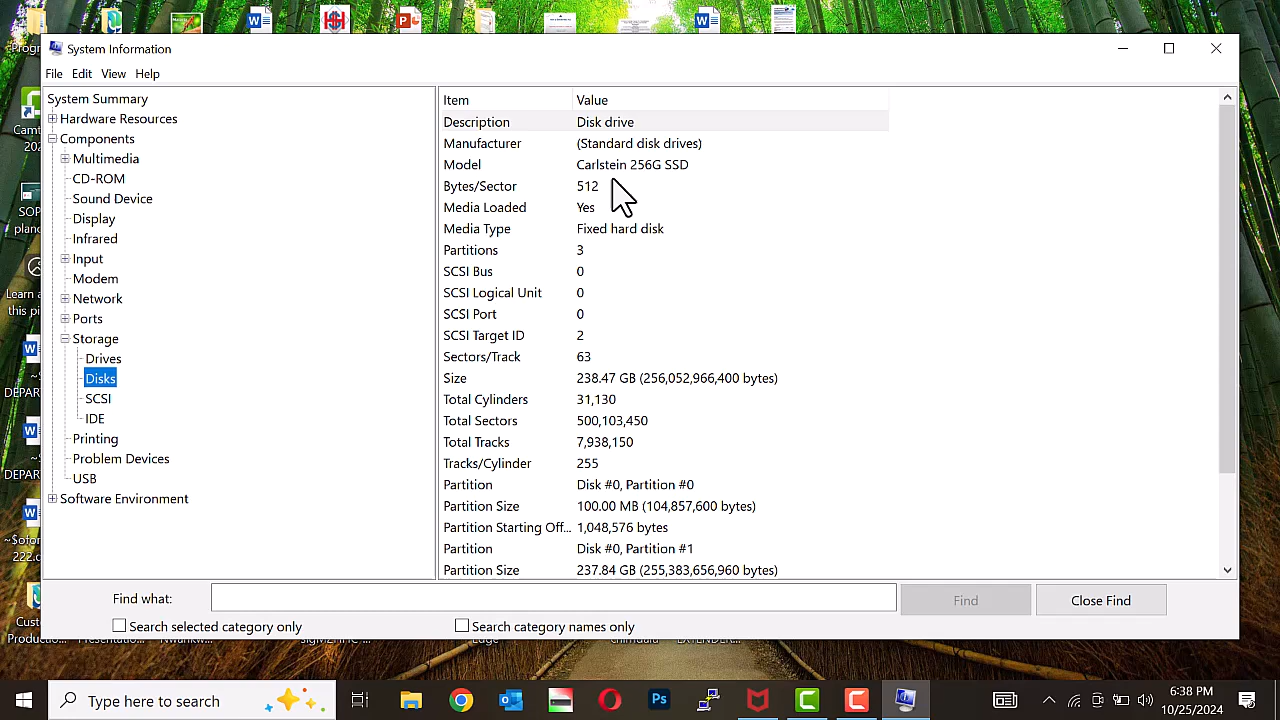 System Information
File Edit View Help
System Summary
Hardware Resources
Components
Multimedia
CD-ROM
Sound Device
Display
Infrared
Input
Modem
Network
Ports
Storage
Drives
Disks
SCSI
IDE
Printing
Problem Devices
USB
Software Environment
Item Value
Description Disk drive
Manufacturer (Standard disk drives)
Model Carlstein 256G SSD
Bytes/Sector 512
Media Loaded Yes
Media Type Fixed hard disk
Partitions 3
SCSI Bus 0
SCSI Logical Unit 0
SCSI Port 0
SCSI Target ID 2
Sectors/Track 63
Size 238.47 GB (256,052,966,400 bytes)
Total Cylinders 31,130
Total Sectors 500,103,450
Total Tracks 7,938,150
Tracks/Cylinder 255
Partition Disk #0, Partition #0
Partition Size 100.00 MB (104,857,600 bytes)
Partition Starting Off... 1,048,576 bytes
Partition Disk #0, Partition #1
Partition Size 237.84 GB (255,383,656,960 bytes)
Find what: Find Close Find
Search selected category only Search category names only
Type here to search
6:38 PM
10/25/2024